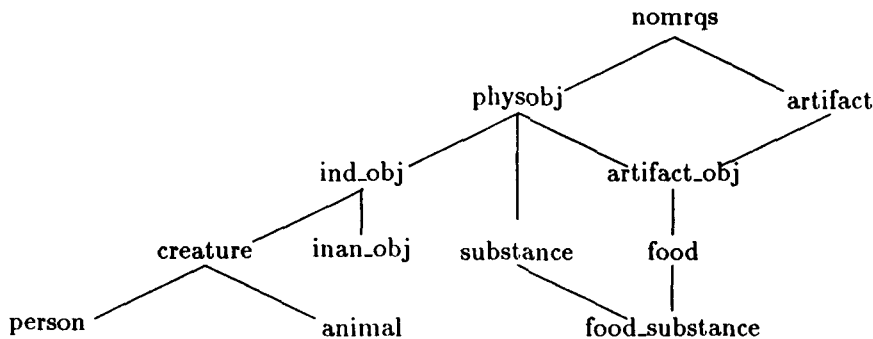 nomrqs
physobj artifact
ind_obj artifact_obj
creature inan_obj substance food
person animal food_substance